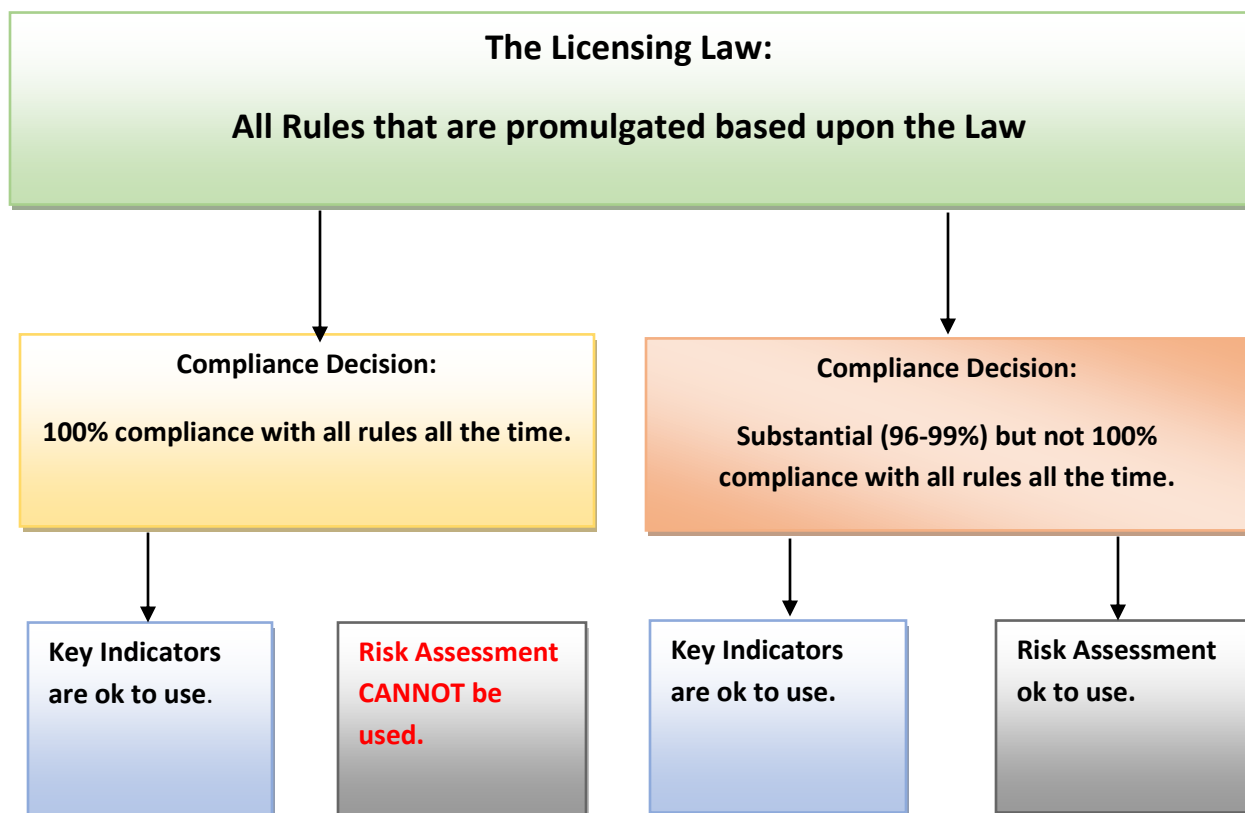 The Licensing Law:
All Rules that are promulgated based upon the Law
Compliance Decision:
100% compliance with all rules all the time.
Compliance Decision:
Substantial (96-99%) but not 100%
compliance with all rules all the time.
Key Indicators
are ok to use.
Risk Assessment
CANNOT be
used.
Key Indicators
are ok to use.
Risk Assessment
ok to use.